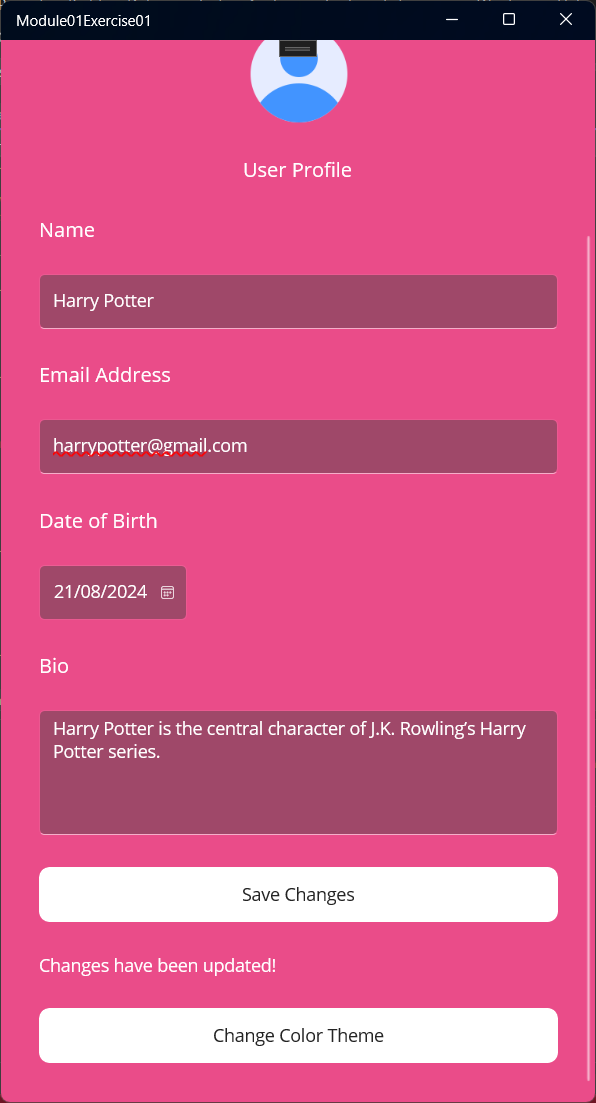 Module01Exercise01
User Profile
Name
Harry Potter
Email Address
harrypotter@gmail.com
Date of Birth
21/08/2024
Bio
Harry Potter is the central character of J.K. Rowling’s Harry
Potter series.
Save Changes
Changes have been updated!
Change Color Theme